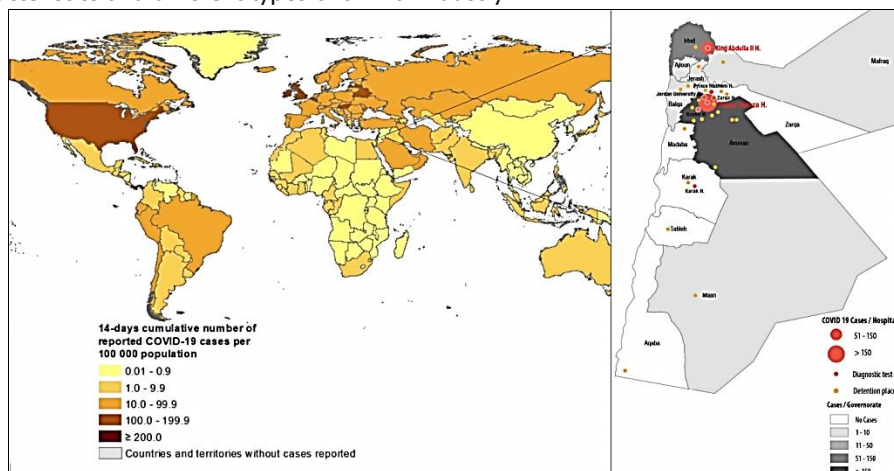 14-days cumulative number of
reported COVID-19 cases per
100 000 population
0.01 - 0.9
1.0 - 9.9
10.0 - 99.9
100.0 - 199.9
≥ 200.0
Countries and territories without cases reported
Irbid
King Abdulla II H.
Mafraq
Ajloun
Jerash
Prince Hashem H.
Jordan University
Zarqa
Balqa
Zarqa
Amman
Madaba
Karak
Karak H.
Tafileh
Maan
Aqaba
COVID 19 Cases / Hospita
51 - 150
> 150
Diagnostic test
Detention place
Cases / Governorate
No Cases
1 - 10
11 - 50
51 - 150